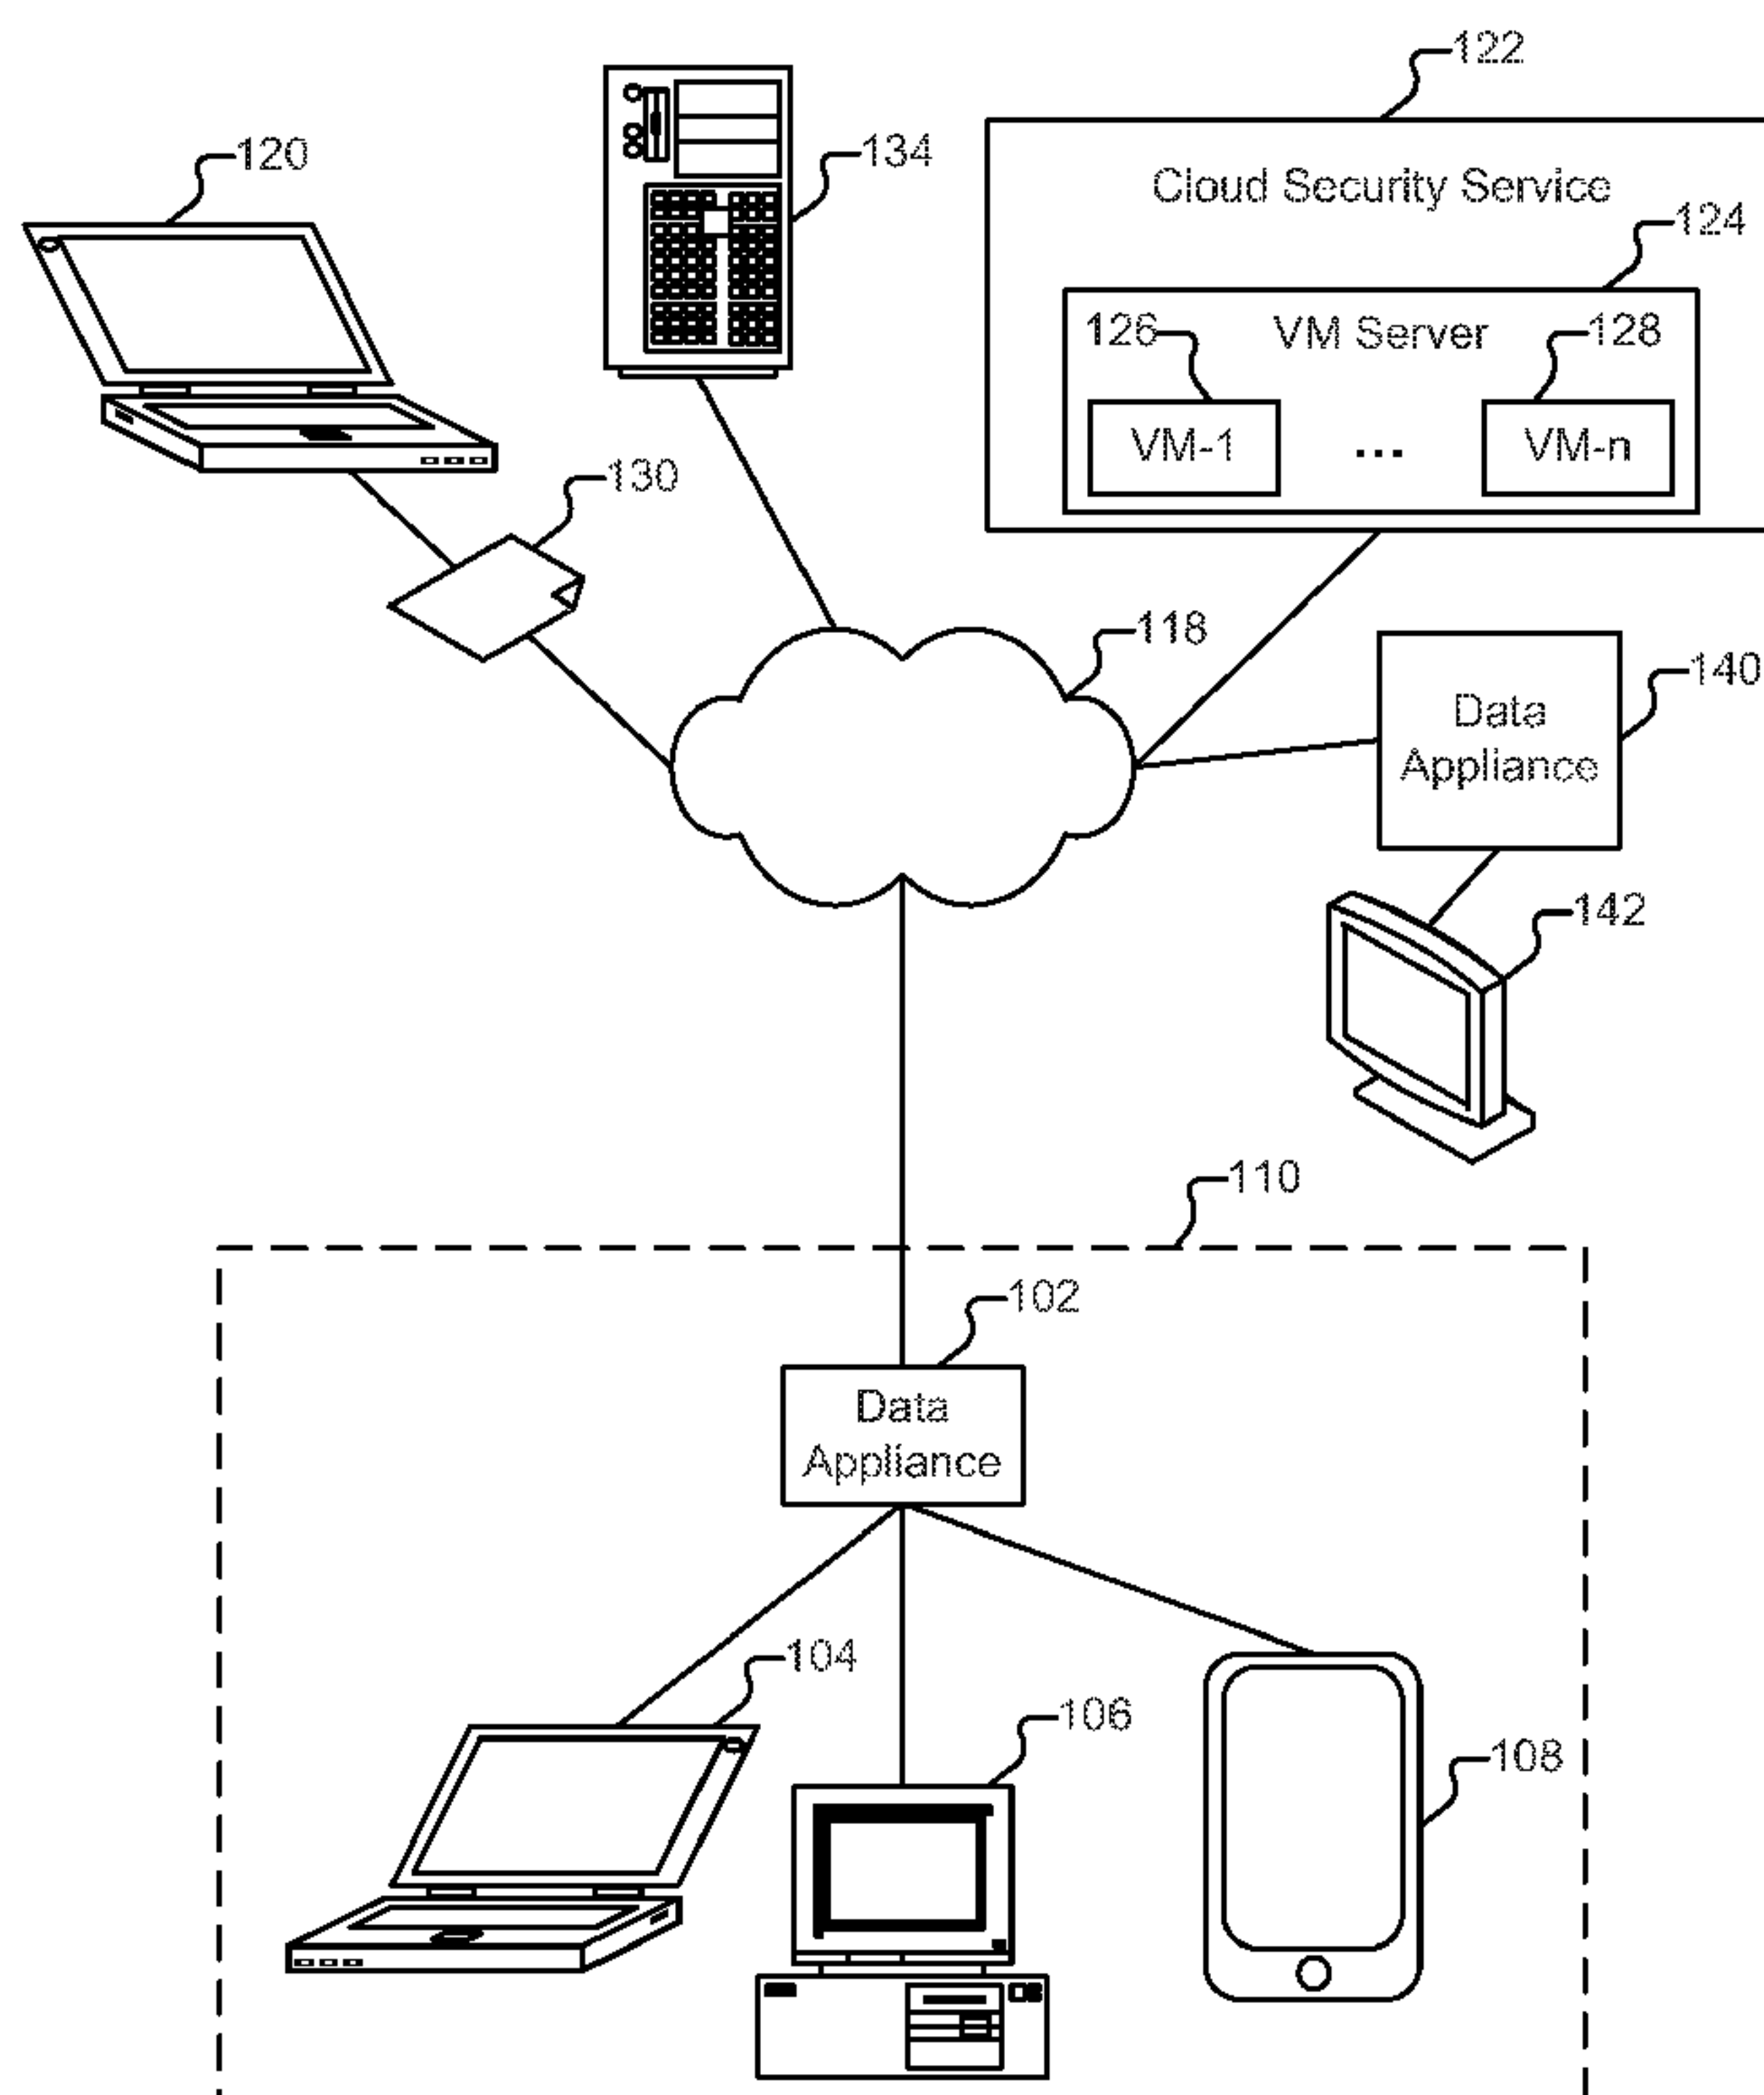 122
120
134
Cloud Security Service
124
126
VM Server
128
VM-1
...
VM-n
130
118
140
Data
Appliance
142
110
102
Data
Appliance
104
106
108